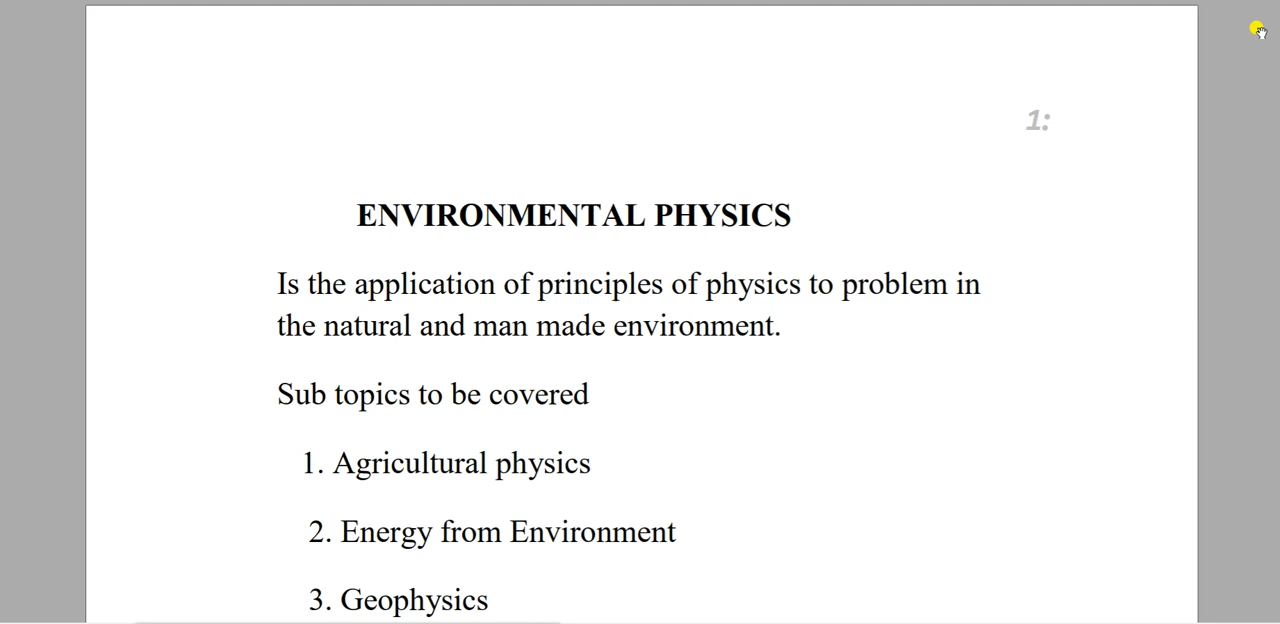 1:
ENVIRONMENTAL PHYSICS
Is the application of principles of physics to problem in
the natural and man made environment.
Sub topics to be covered
1. Agricultural physics
2. Energy from Environment
3. Geophysics